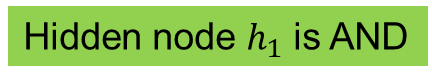 Hidden node h₁ is AND